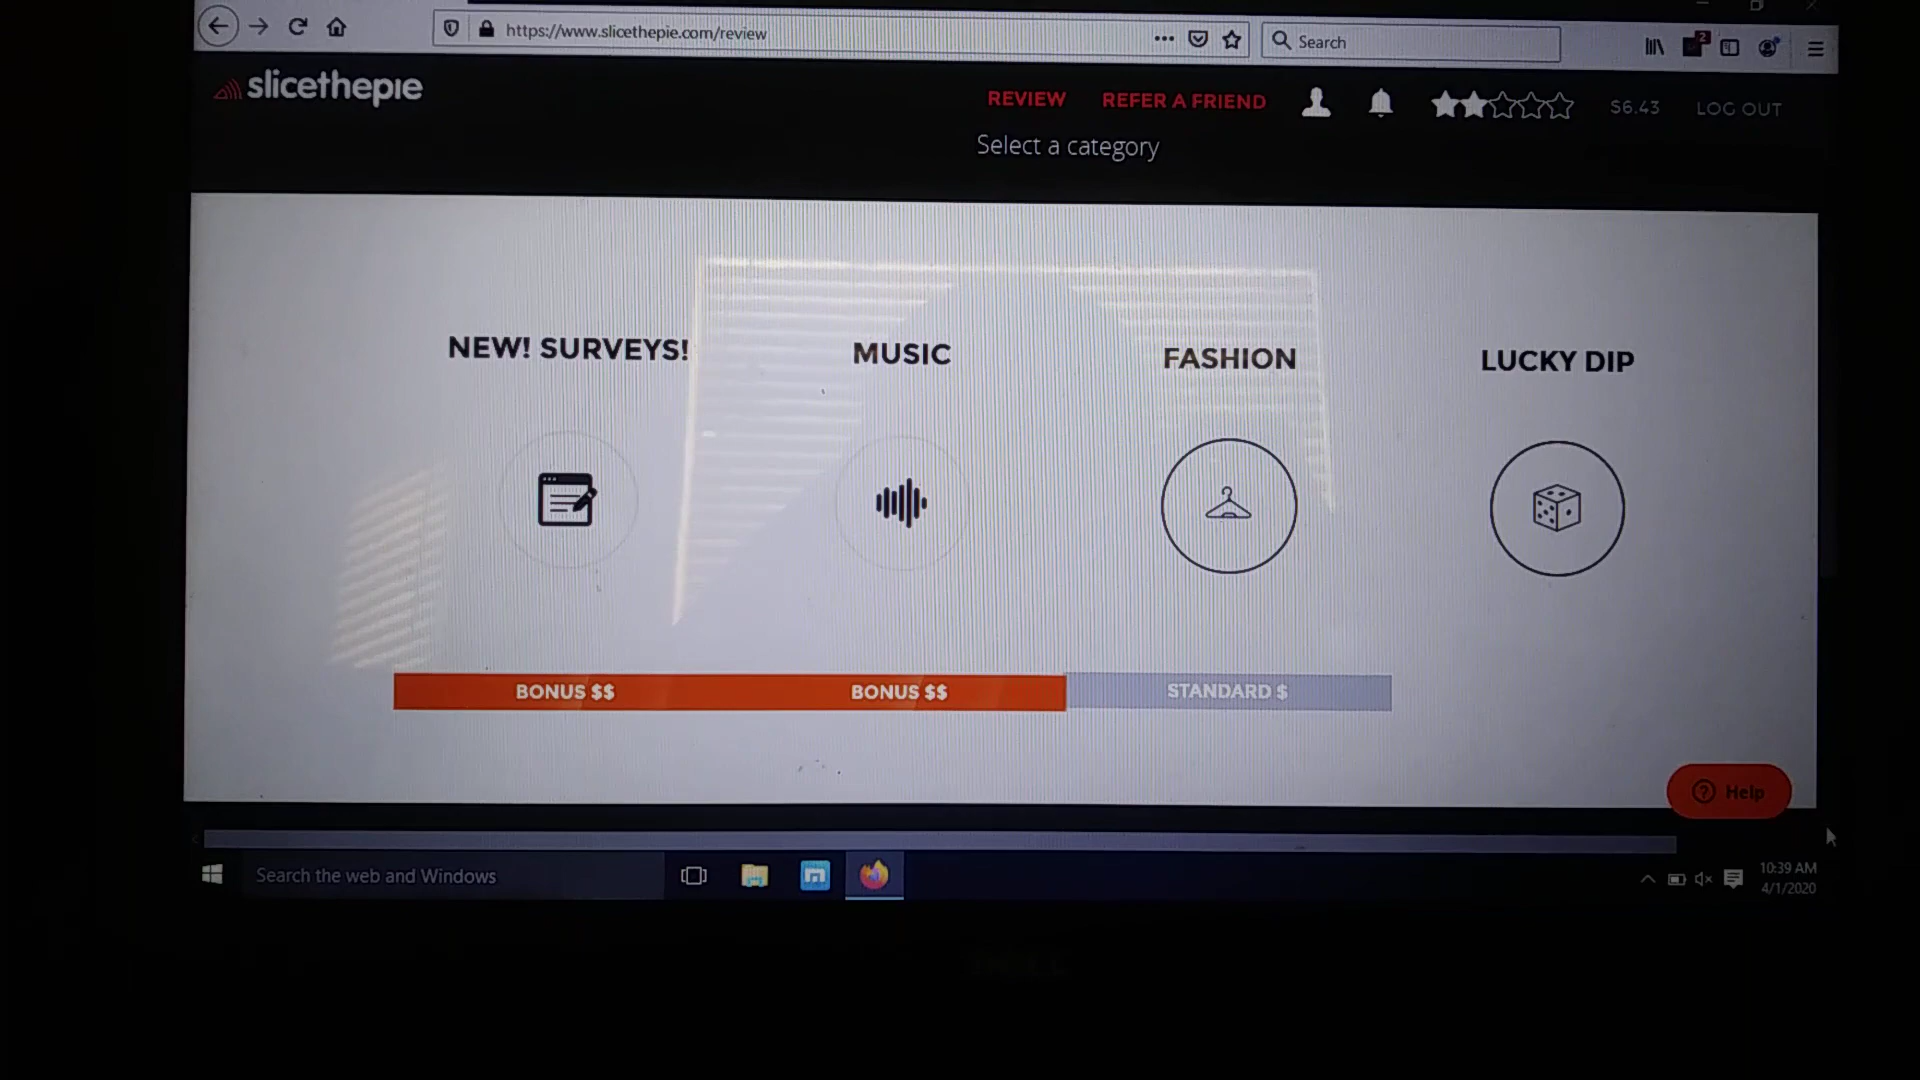 https://www.slicethepie.com/review
Search
2
slicethepie
REVIEW
REFER A FRIEND
$6.43
LOG OUT
Select a category
NEW! SURVEYS!
MUSIC
FASHION
LUCKY DIP
BONUS $$
BONUS $$
STANDARD $
? Help
Search the web and Windows
10:39 AM
4/1/2020